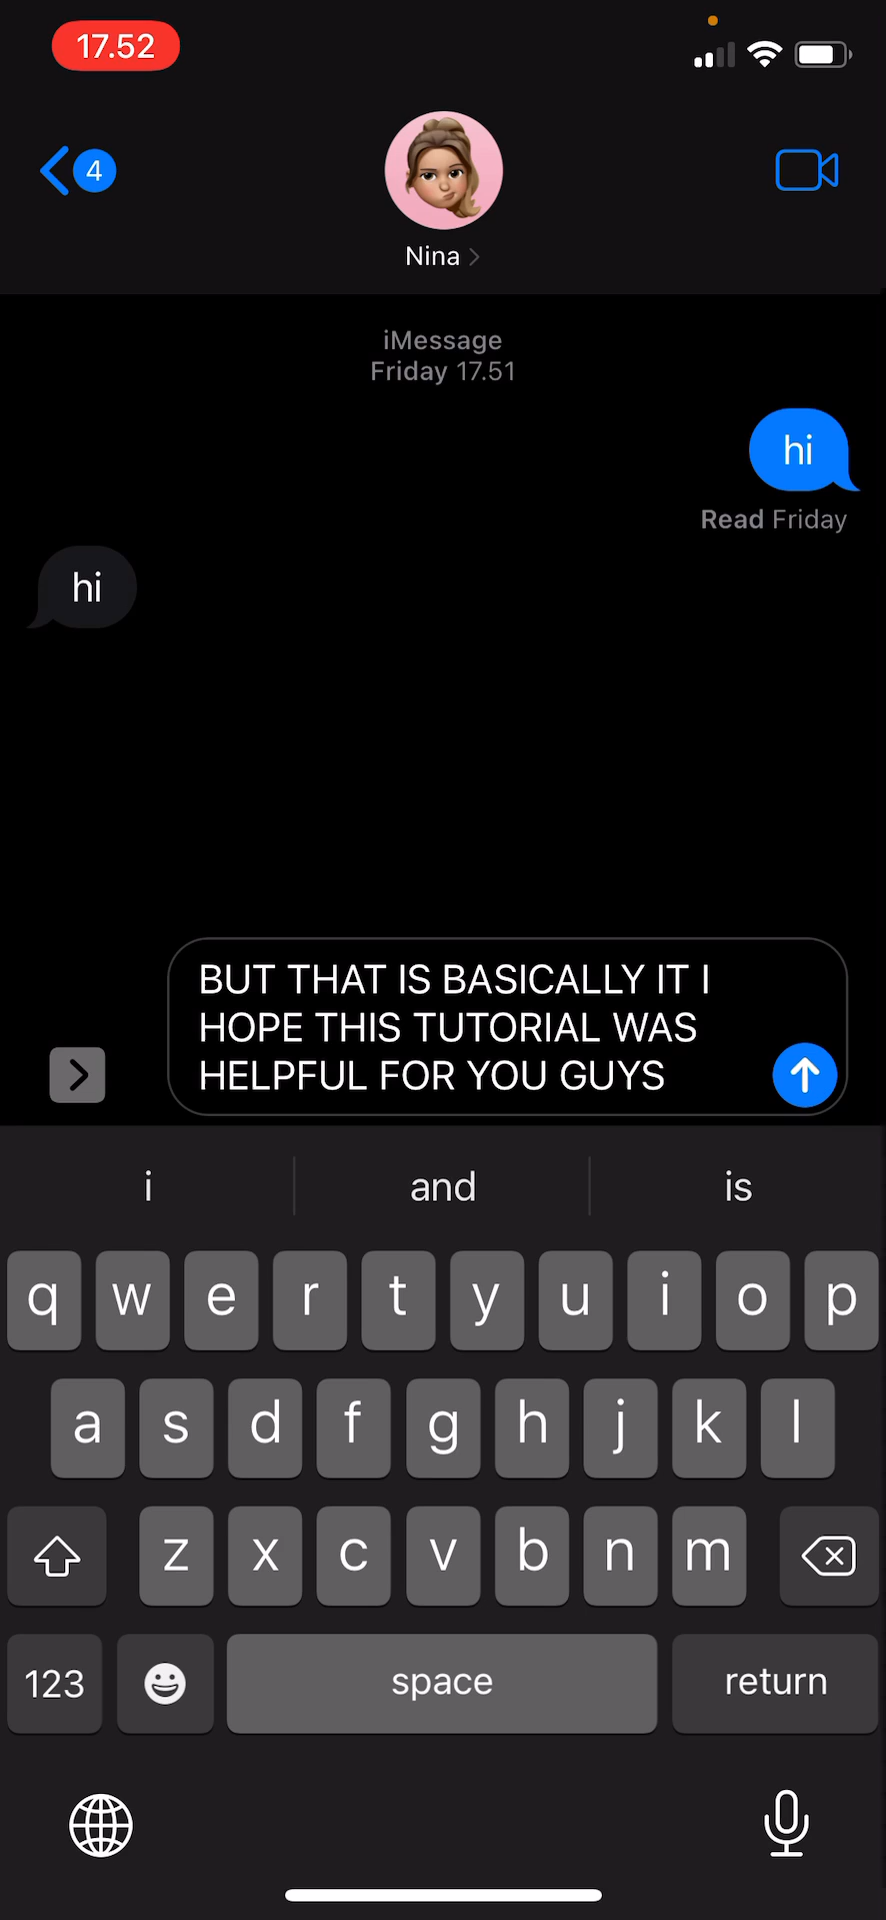 17.52
4
Nina
iMessage
Friday 17.51
hi
Read Friday
hi
BUT THAT IS BASICALLY IT I
HOPE THIS TUTORIAL WAS
HELPFUL FOR YOU GUYS
i and is
q w e r t y u i o p
a s d f g h j k l
z x c v b n m
123 space return